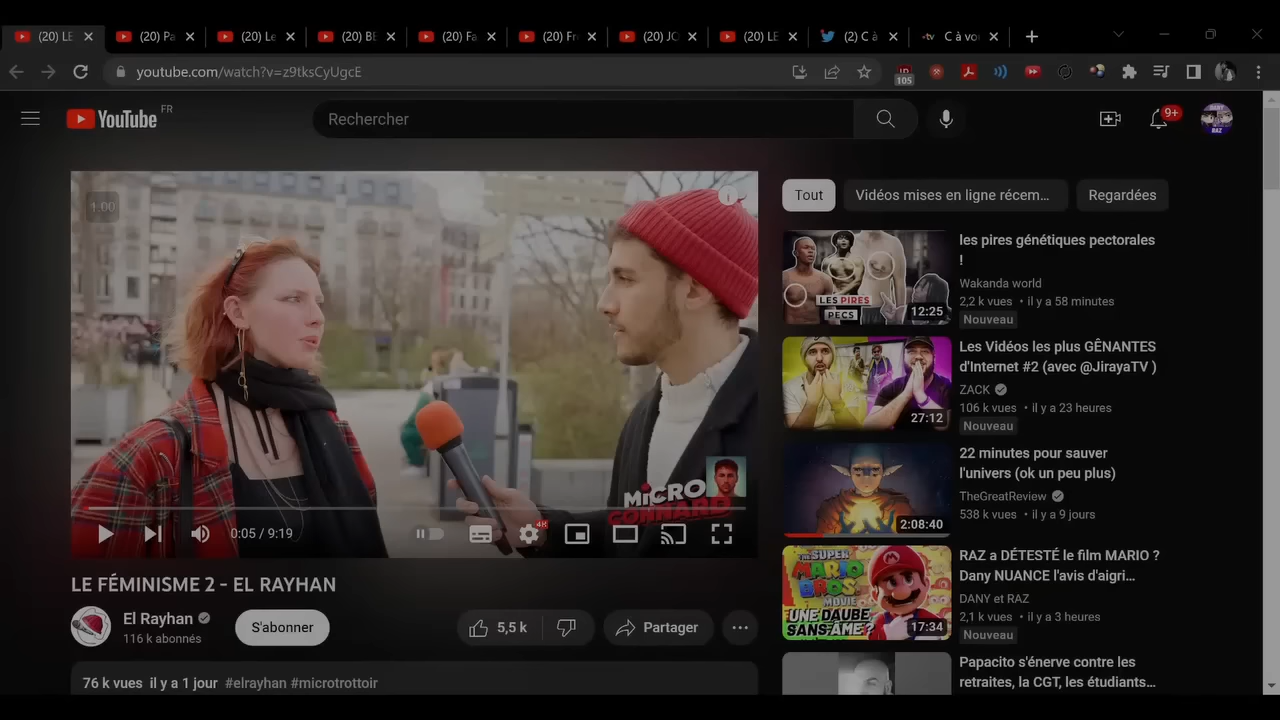 (20) LE
(20) Pa
(20) Le
(20) BE
(20) Fa
(20) Fr
(20) JC
(20) LE
(2) C à
C à vo
youtube.com/watch?v=z9tksCyUgcE
105
YouTube FR
Rechercher
9+
DANY
RAZ
1.00
MiCRO
CONNARD
0:05 / 9:19
4K
LE FÉMINISME 2 - EL RAYHAN
El Rayhan
116 k abonnés
S'abonner
5,5 k
Partager
76 k vues il y a 1 jour #elrayhan #microtrottoir
Tout
Vidéos mises en ligne récem...
Regardées
LES PIRES
PECS
12:25
les pires génétiques pectorales
!
Wakanda world
2,2 k vues • il y a 58 minutes
Nouveau
27:12
Les Vidéos les plus GÊNANTES
d'Internet #2 (avec @JirayaTV )
ZACK
106 k vues • il y a 23 heures
Nouveau
2:08:40
22 minutes pour sauver
l'univers (ok un peu plus)
TheGreatReview
538 k vues • il y a 9 jours
THE SUPER
MARIO
BROS
MOVIE
UNE DAUBE
SANS ÂME ?
17:34
RAZ a DÉTESTÉ le film MARIO ?
Dany NUANCE l'avis d'aigri...
DANY et RAZ
2,1 k vues • il y a 3 heures
Nouveau
Papacito s'énerve contre les
retraites, la CGT, les étudiants...